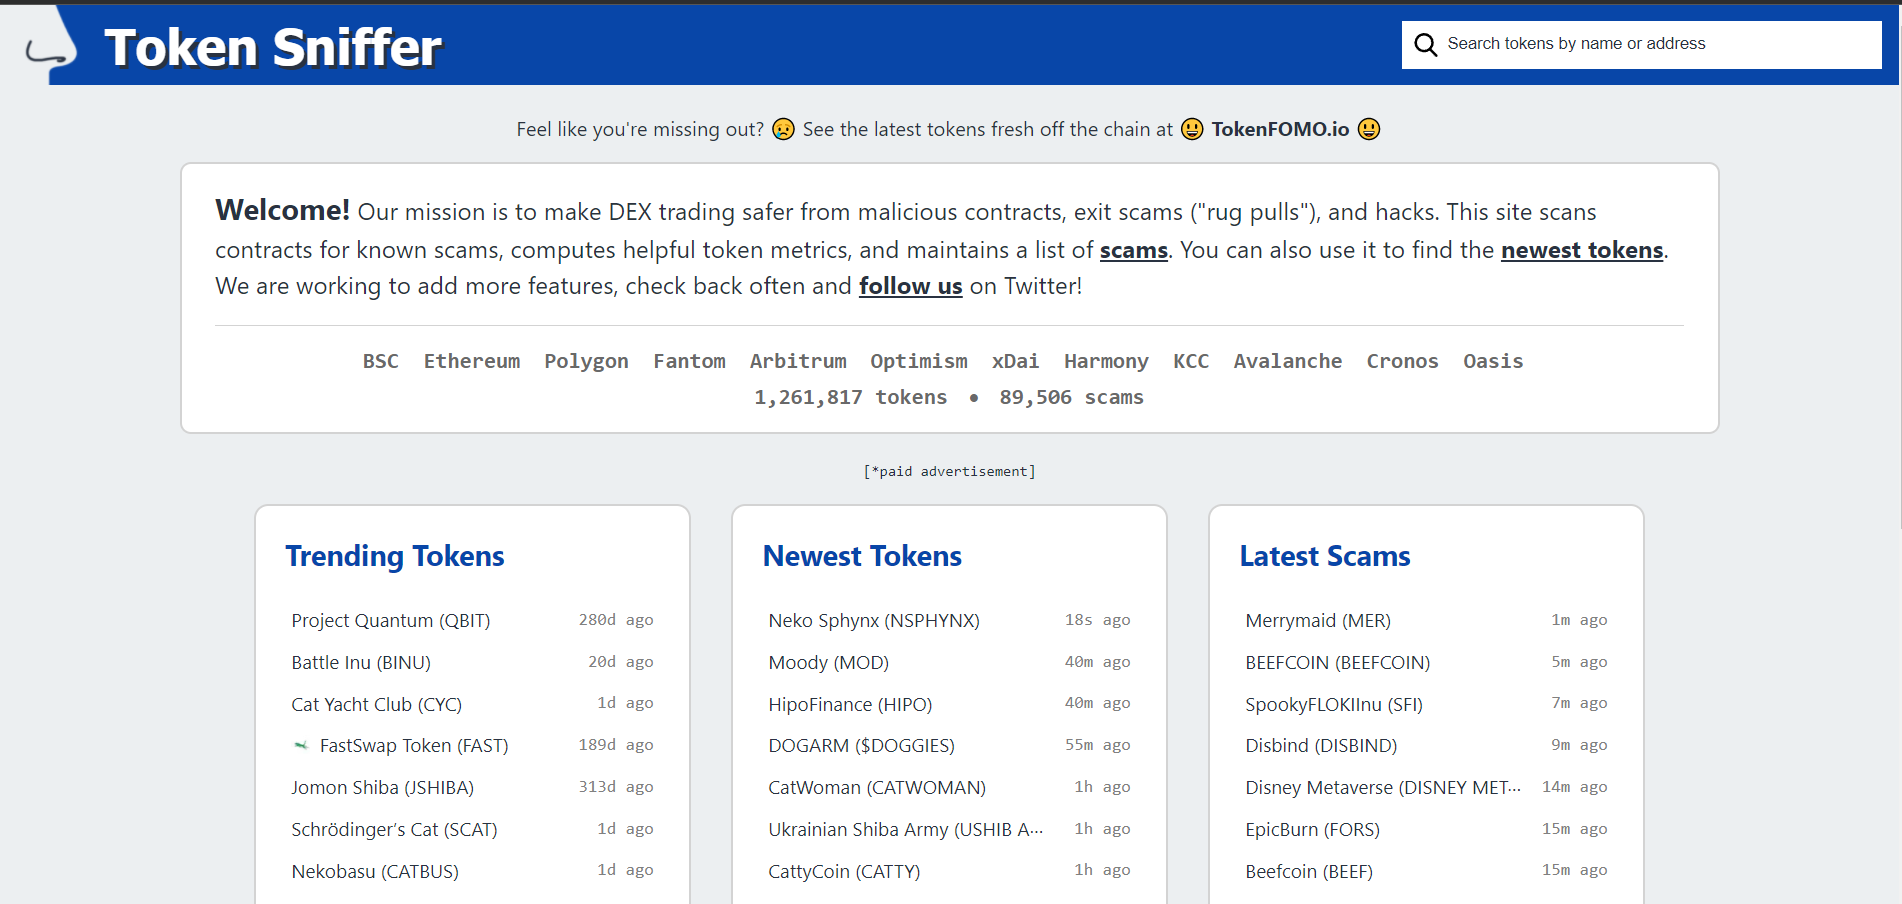 Token Sniffer
Search tokens by name or address
Feel like you're missing out? 😢 See the latest tokens fresh off the chain at 😃 TokenFOMO.io 😃
Welcome! Our mission is to make DEX trading safer from malicious contracts, exit scams ("rug pulls"), and hacks. This site scans
contracts for known scams, computes helpful token metrics, and maintains a list of scams. You can also use it to find the newest tokens.
We are working to add more features, check back often and follow us on Twitter!
BSC Ethereum Polygon Fantom Arbitrum Optimism xDai Harmony KCC Avalanche Cronos Oasis
1,261,817 tokens • 89,506 scams
[*paid advertisement]
Trending Tokens
Project Quantum (QBIT) 280d ago
Battle Inu (BINU) 20d ago
Cat Yacht Club (CYC) 1d ago
FastSwap Token (FAST) 189d ago
Jomon Shiba (JSHIBA) 313d ago
Schrödinger's Cat (SCAT) 1d ago
Nekobasu (CATBUS) 1d ago
Newest Tokens
Neko Sphynx (NSPHYNX) 18s ago
Moody (MOD) 40m ago
HipoFinance (HIPO) 40m ago
DOGARM ($DOGGIES) 55m ago
CatWoman (CATWOMAN) 1h ago
Ukrainian Shiba Army (USHIB A... 1h ago
CattyCoin (CATTY) 1h ago
Latest Scams
Merrymaid (MER) 1m ago
BEEFCOIN (BEEFCOIN) 5m ago
SpookyFLOKIInu (SFI) 7m ago
Disbind (DISBIND) 9m ago
Disney Metaverse (DISNEY MET... 14m ago
EpicBurn (FORS) 15m ago
Beefcoin (BEEF) 15m ago